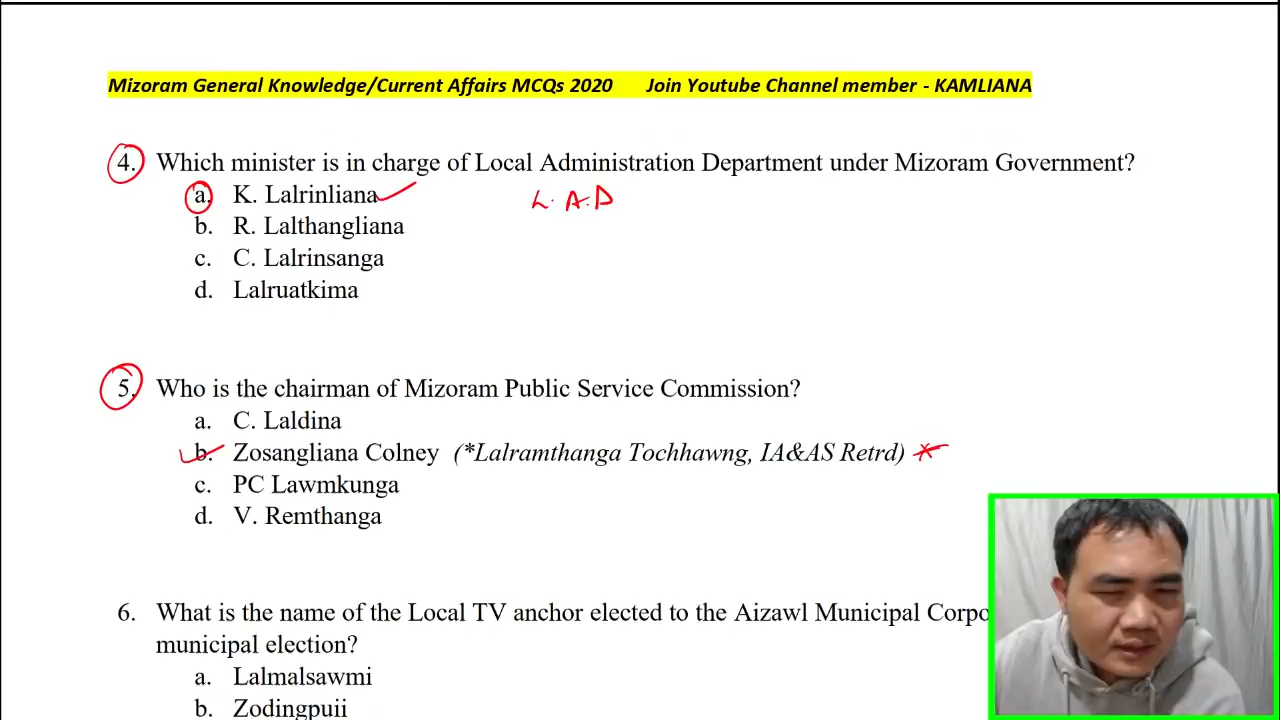 Mizoram General Knowledge/Current Affairs MCQs 2020 Join Youtube Channel member - KAMLIANA
4. Which minister is in charge of Local Administration Department under Mizoram Government?
a. K. Lalrinliana
L. A.D
b. R. Lalthangliana
c. C. Lalrinsanga
d. Lalruatkima
5. Who is the chairman of Mizoram Public Service Commission?
a. C. Laldina
b. Zosangliana Colney (*Lalramthanga Tochhawng, IA&AS Retrd) *
c. PC Lawmkunga
d. V. Remthanga
6. What is the name of the Local TV anchor elected to the Aizawl Municipal Corpo
municipal election?
a. Lalmalsawmi
b. Zodingpuii